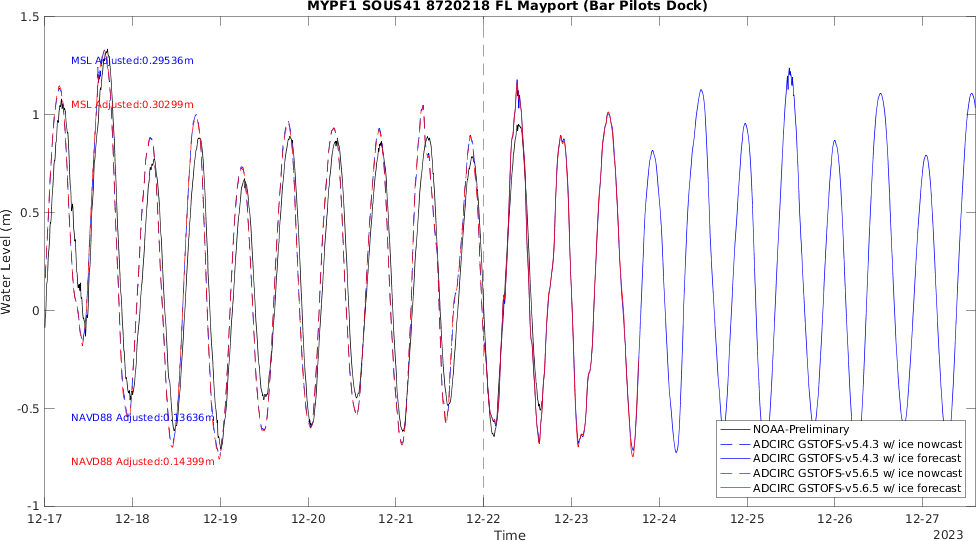 MYPF1 SOUS41 8720218 FL Mayport (Bar Pilots Dock)
1.5
1
0.5
0
-0.5
-1
Water Level (m)
MSL Adjusted:0.29536m
MSL Adjusted:0.30299m
NAVD88 Adjusted:0.13636m
NAVD88 Adjusted:0.14399m
NOAA-Preliminary
ADCIRC GSTOFS-v5.4.3 w/ ice nowcast
ADCIRC GSTOFS-v5.4.3 w/ ice forecast
ADCIRC GSTOFS-v5.6.5 w/ ice nowcast
ADCIRC GSTOFS-v5.6.5 w/ ice forecast
12-17 12-18 12-19 12-20 12-21 12-22 12-23 12-24 12-25 12-26 12-27
Time
2023